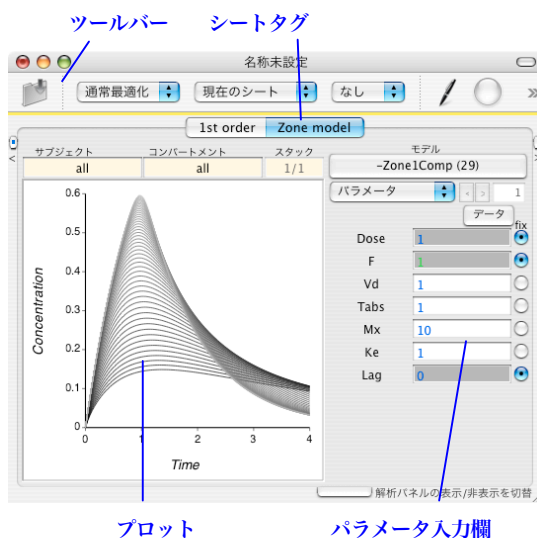 ツールバー シートタグ
名称未設定
通常最適化 現在のシート なし »
1st order Zone model
サブジェクト コンパートメント スタック モデル
all all 1/1 -Zone1Comp (29)
パラメータ < > 1
データ
fix
Dose 1
F 1
Vd 1
Tabs 1
Mx 10
Ke 1
Lag 0
Concentration
0.6
0.5
0.4
0.3
0.2
0.1
0
0 1 2 3 4
Time
解析パネルの表示/非表示を切替
プロット パラメータ入力欄